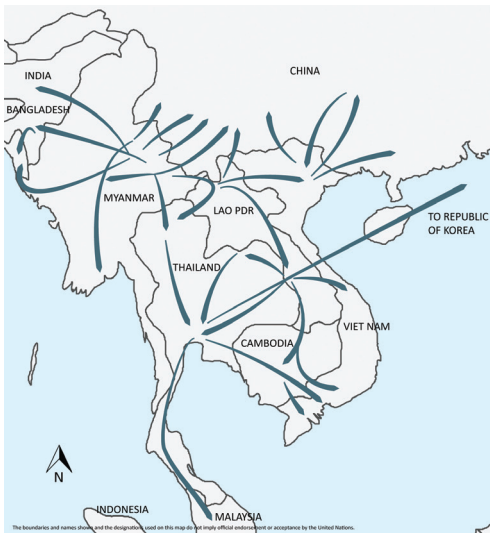 CHINA
INDIA
BANGLADESH
MYANMAR
LAO PDR
TO REPUBLIC
OF KOREA
THAILAND
VIET NAM
CAMBODIA
N
INDONESIA
MALAYSIA
The boundaries and names shown and the designations used on this map do not imply official endorsement or acceptance by the United Nations.